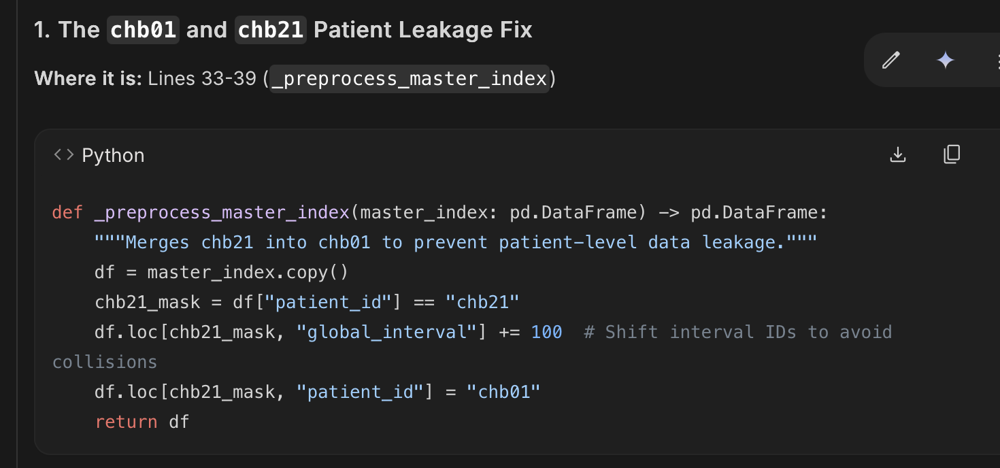 1. The chb01 and chb21 Patient Leakage Fix
Where it is: Lines 33-39 (_preprocess_master_index)
<> Python
def _preprocess_master_index(master_index: pd.DataFrame) -> pd.DataFrame:
    """Merges chb21 into chb01 to prevent patient-level data leakage."""
    df = master_index.copy()
    chb21_mask = df["patient_id"] == "chb21"
    df.loc[chb21_mask, "global_interval"] += 100  # Shift interval IDs to avoid
collisions
    df.loc[chb21_mask, "patient_id"] = "chb01"
    return df